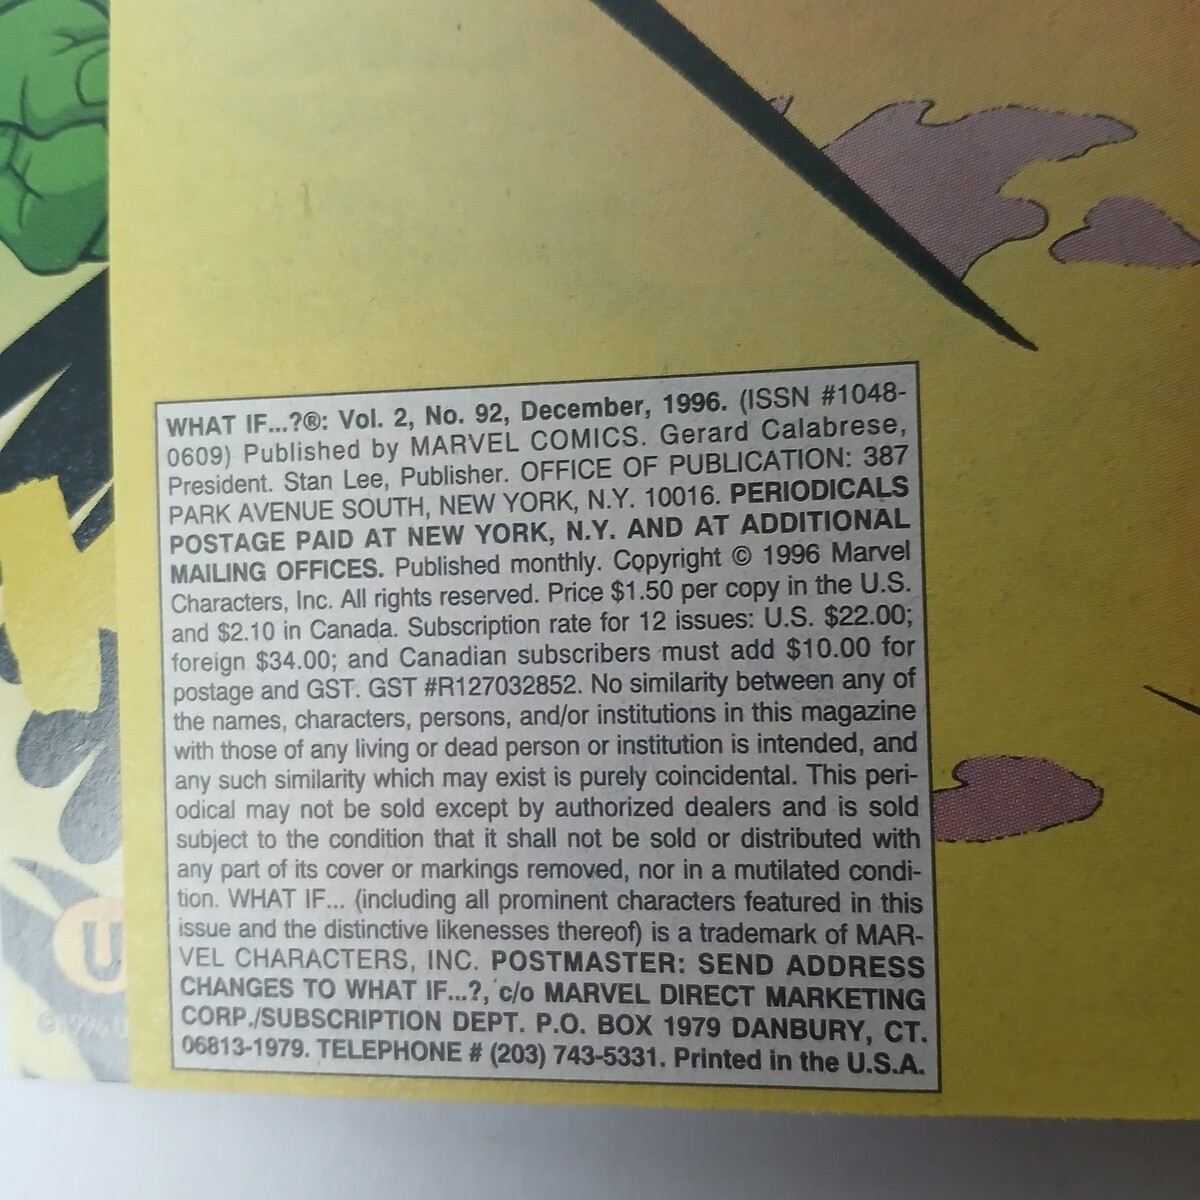 WHAT IF...?®: Vol. 2, No. 92, December, 1996. (ISSN #1048-
0609) Published by MARVEL COMICS. Gerard Calabrese,
President. Stan Lee, Publisher. OFFICE OF PUBLICATION: 387
PARK AVENUE SOUTH, NEW YORK, N.Y. 10016. PERIODICALS
POSTAGE PAID AT NEW YORK, N.Y. AND AT ADDITIONAL
MAILING OFFICES. Published monthly. Copyright © 1996 Marvel
Characters, Inc. All rights reserved. Price $1.50 per copy in the U.S.
and $2.10 in Canada. Subscription rate for 12 issues: U.S. $22.00;
foreign $34.00; and Canadian subscribers must add $10.00 for
postage and GST. GST #R127032852. No similarity between any of
the names, characters, persons, and/or institutions in this magazine
with those of any living or dead person or institution is intended, and
any such similarity which may exist is purely coincidental. This peri-
odical may not be sold except by authorized dealers and is sold
subject to the condition that it shall not be sold or distributed with
any part of its cover or markings removed, nor in a mutilated condi-
tion. WHAT IF... (including all prominent characters featured in this
issue and the distinctive likenesses thereof) is a trademark of MAR-
VEL CHARACTERS, INC. POSTMASTER: SEND ADDRESS
CHANGES TO WHAT IF...?, c/o MARVEL DIRECT MARKETING
CORP./SUBSCRIPTION DEPT. P.O. BOX 1979 DANBURY, CT.
06813-1979. TELEPHONE # (203) 743-5331. Printed in the U.S.A.
U
©1996